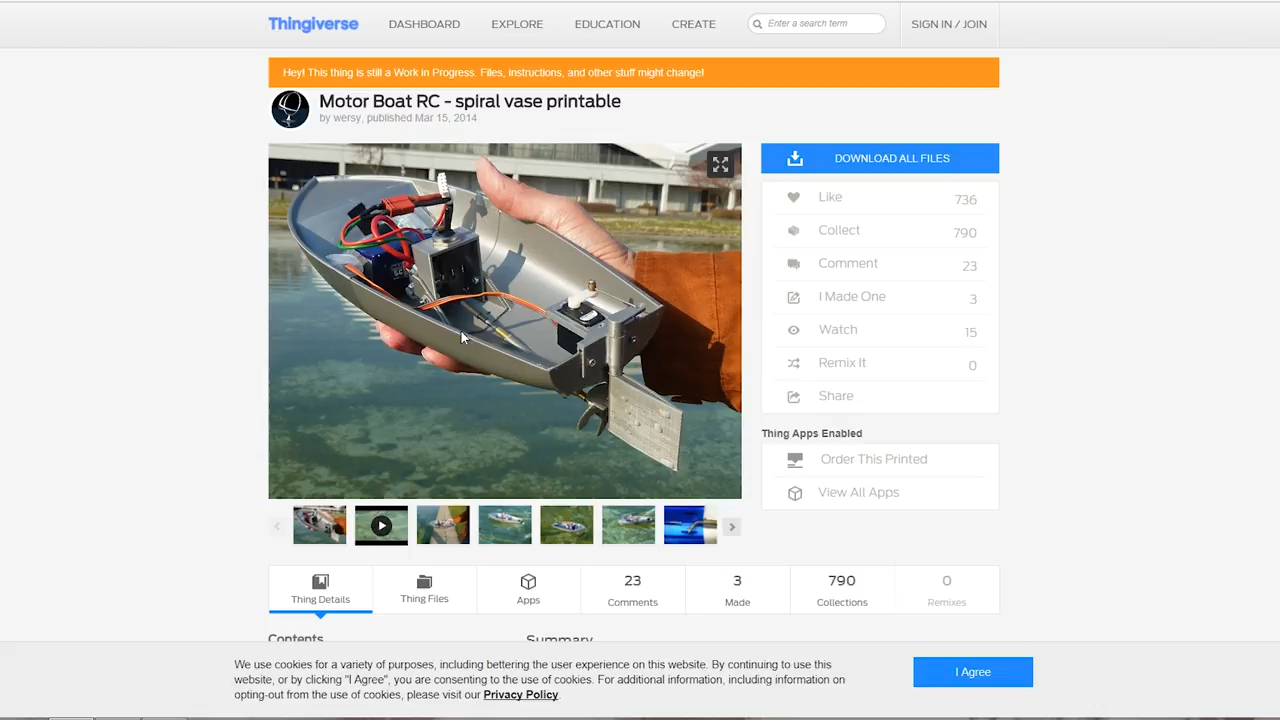 Thingiverse DASHBOARD EXPLORE EDUCATION CREATE Enter a search term SIGN IN / JOIN
Hey! This thing is still a Work in Progress. Files, instructions, and other stuff might change!
Motor Boat RC - spiral vase printable
by wersy, published Mar 15, 2014
DOWNLOAD ALL FILES
Like 736
Collect 790
Comment 23
I Made One 3
Watch 15
Remix It 0
Share
Thing Apps Enabled
Order This Printed
View All Apps
Thing Details
Thing Files
Apps
23 Comments
3 Made
790 Collections
0 Remixes
Contents Summary
We use cookies for a variety of purposes, including bettering the user experience on this website. By continuing to use this
website or by clicking "I Agree", you are consenting to the use of cookies. For additional information, including information on
opting-out from the use of cookies, please visit our Privacy Policy.
I Agree